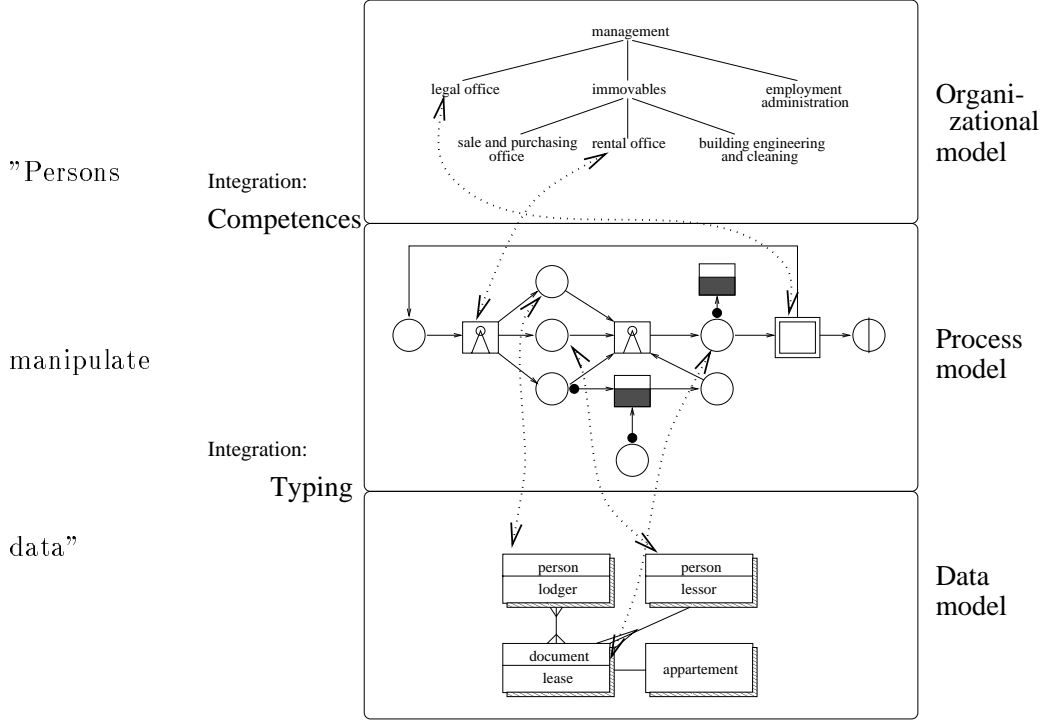 management
legal office
immovables
employment
administration
sale and purchasing
office
rental office
building engineering
and cleaning
Organi-
zational
model
"Persons
Integration:
Competences
manipulate
Process
model
Integration:
Typing
data"
person
lodger
person
lessor
document
lease
appartement
Data
model